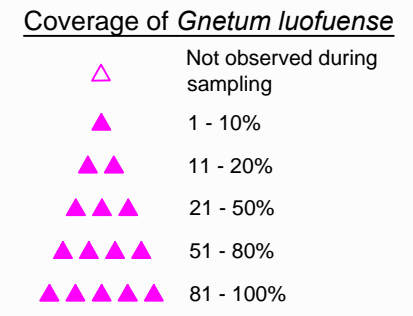 Coverage of Gnetum luofuense
Not observed during
sampling
1 - 10%
11 - 20%
21 - 50%
51 - 80%
81 - 100%